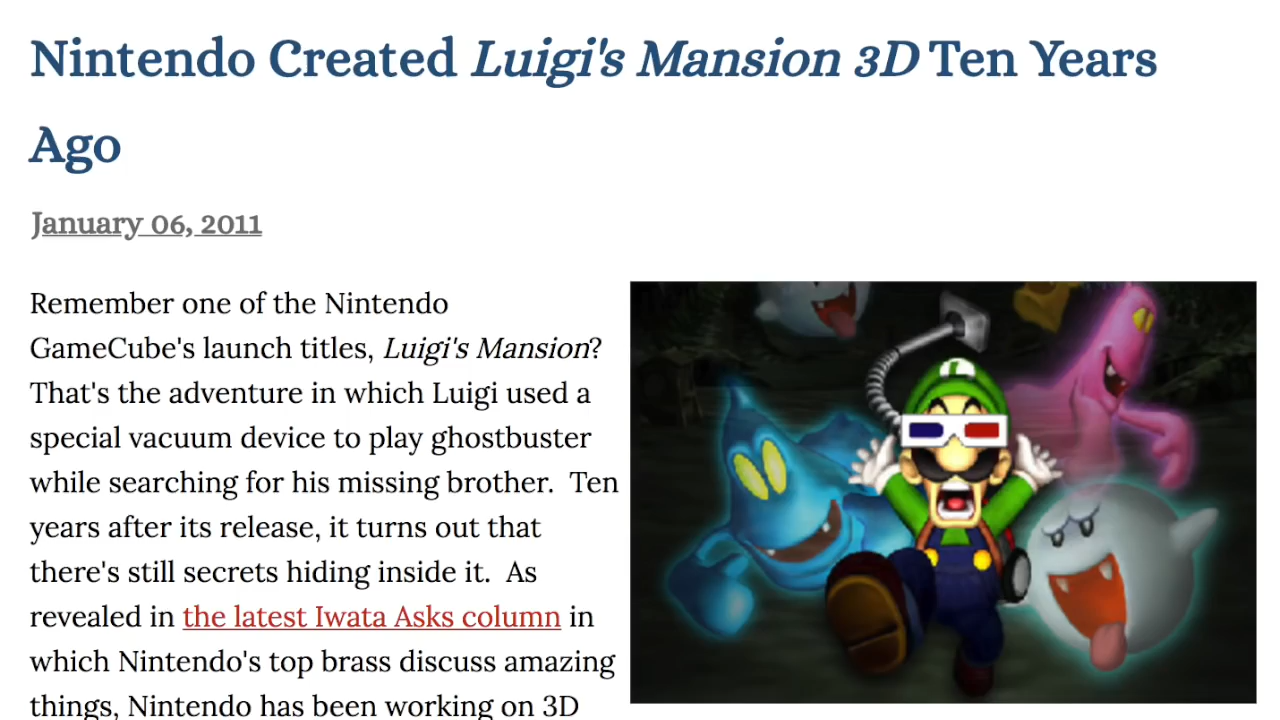 Nintendo Created Luigi's Mansion 3D Ten Years
Ago
January 06, 2011
Remember one of the Nintendo
GameCube's launch titles, Luigi's Mansion?
That's the adventure in which Luigi used a
special vacuum device to play ghostbuster
while searching for his missing brother.  Ten
years after its release, it turns out that
there's still secrets hiding inside it.  As
revealed in the latest Iwata Asks column in
which Nintendo's top brass discuss amazing
things, Nintendo has been working on 3D
L